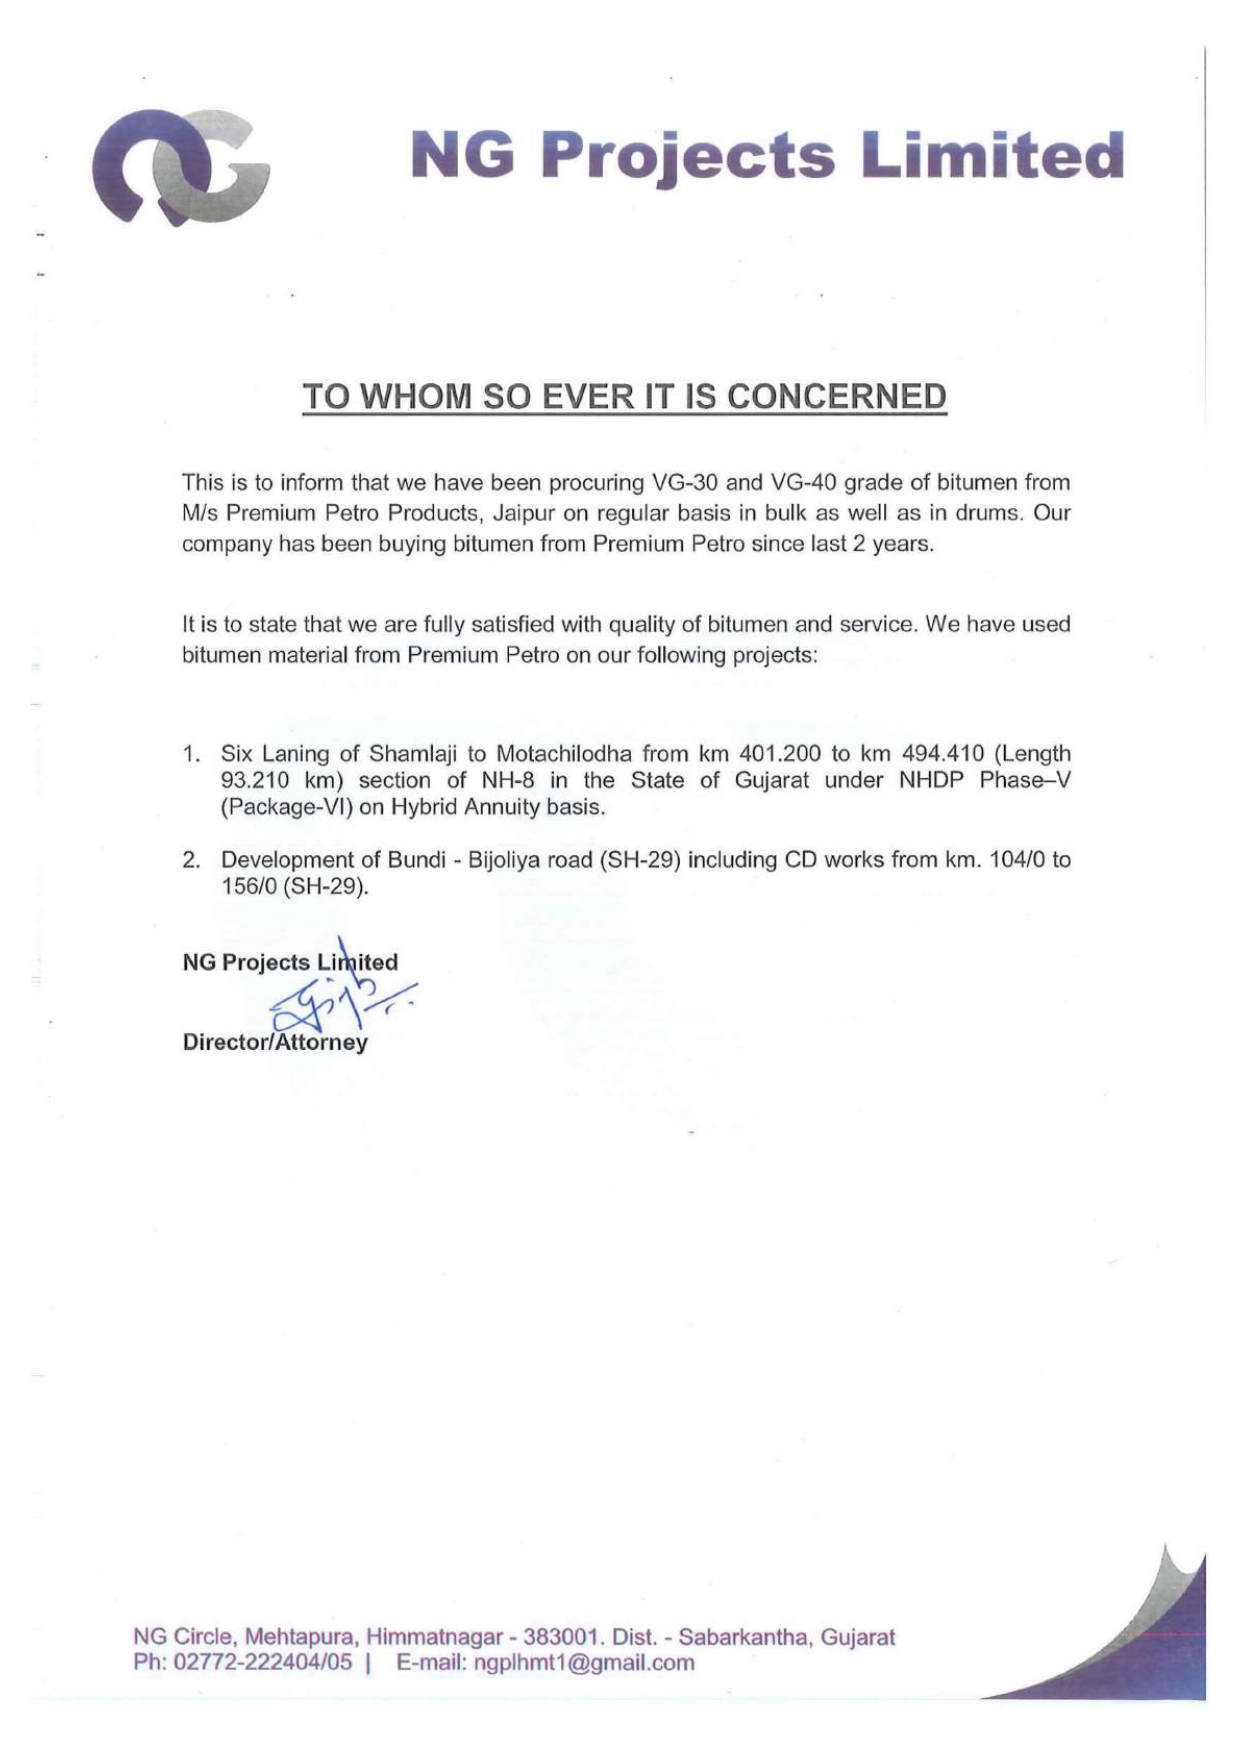 NG Projects Limited
TO WHOM SO EVER IT IS CONCERNED
This is to inform that we have been procuring VG-30 and VG-40 grade of bitumen from
M/s Premium Petro Products, Jaipur on regular basis in bulk as well as in drums. Our
company has been buying bitumen from Premium Petro since last 2 years.
It is to state that we are fully satisfied with quality of bitumen and service. We have used
bitumen material from Premium Petro on our following projects:
1. Six Laning of Shamlaji to Motachilodha from km 401.200 to km 494.410 (Length
93.210 km) section of NH-8 in the State of Gujarat under NHDP Phase–V
(Package-VI) on Hybrid Annuity basis.
2. Development of Bundi - Bijoliya road (SH-29) including CD works from km. 104/0 to
156/0 (SH-29).
NG Projects Limited
Director/Attorney
NG Circle, Mehtapura, Himmatnagar - 383001. Dist. - Sabarkantha, Gujarat
Ph: 02772-222404/05 | E-mail: ngplhmt1@gmail.com